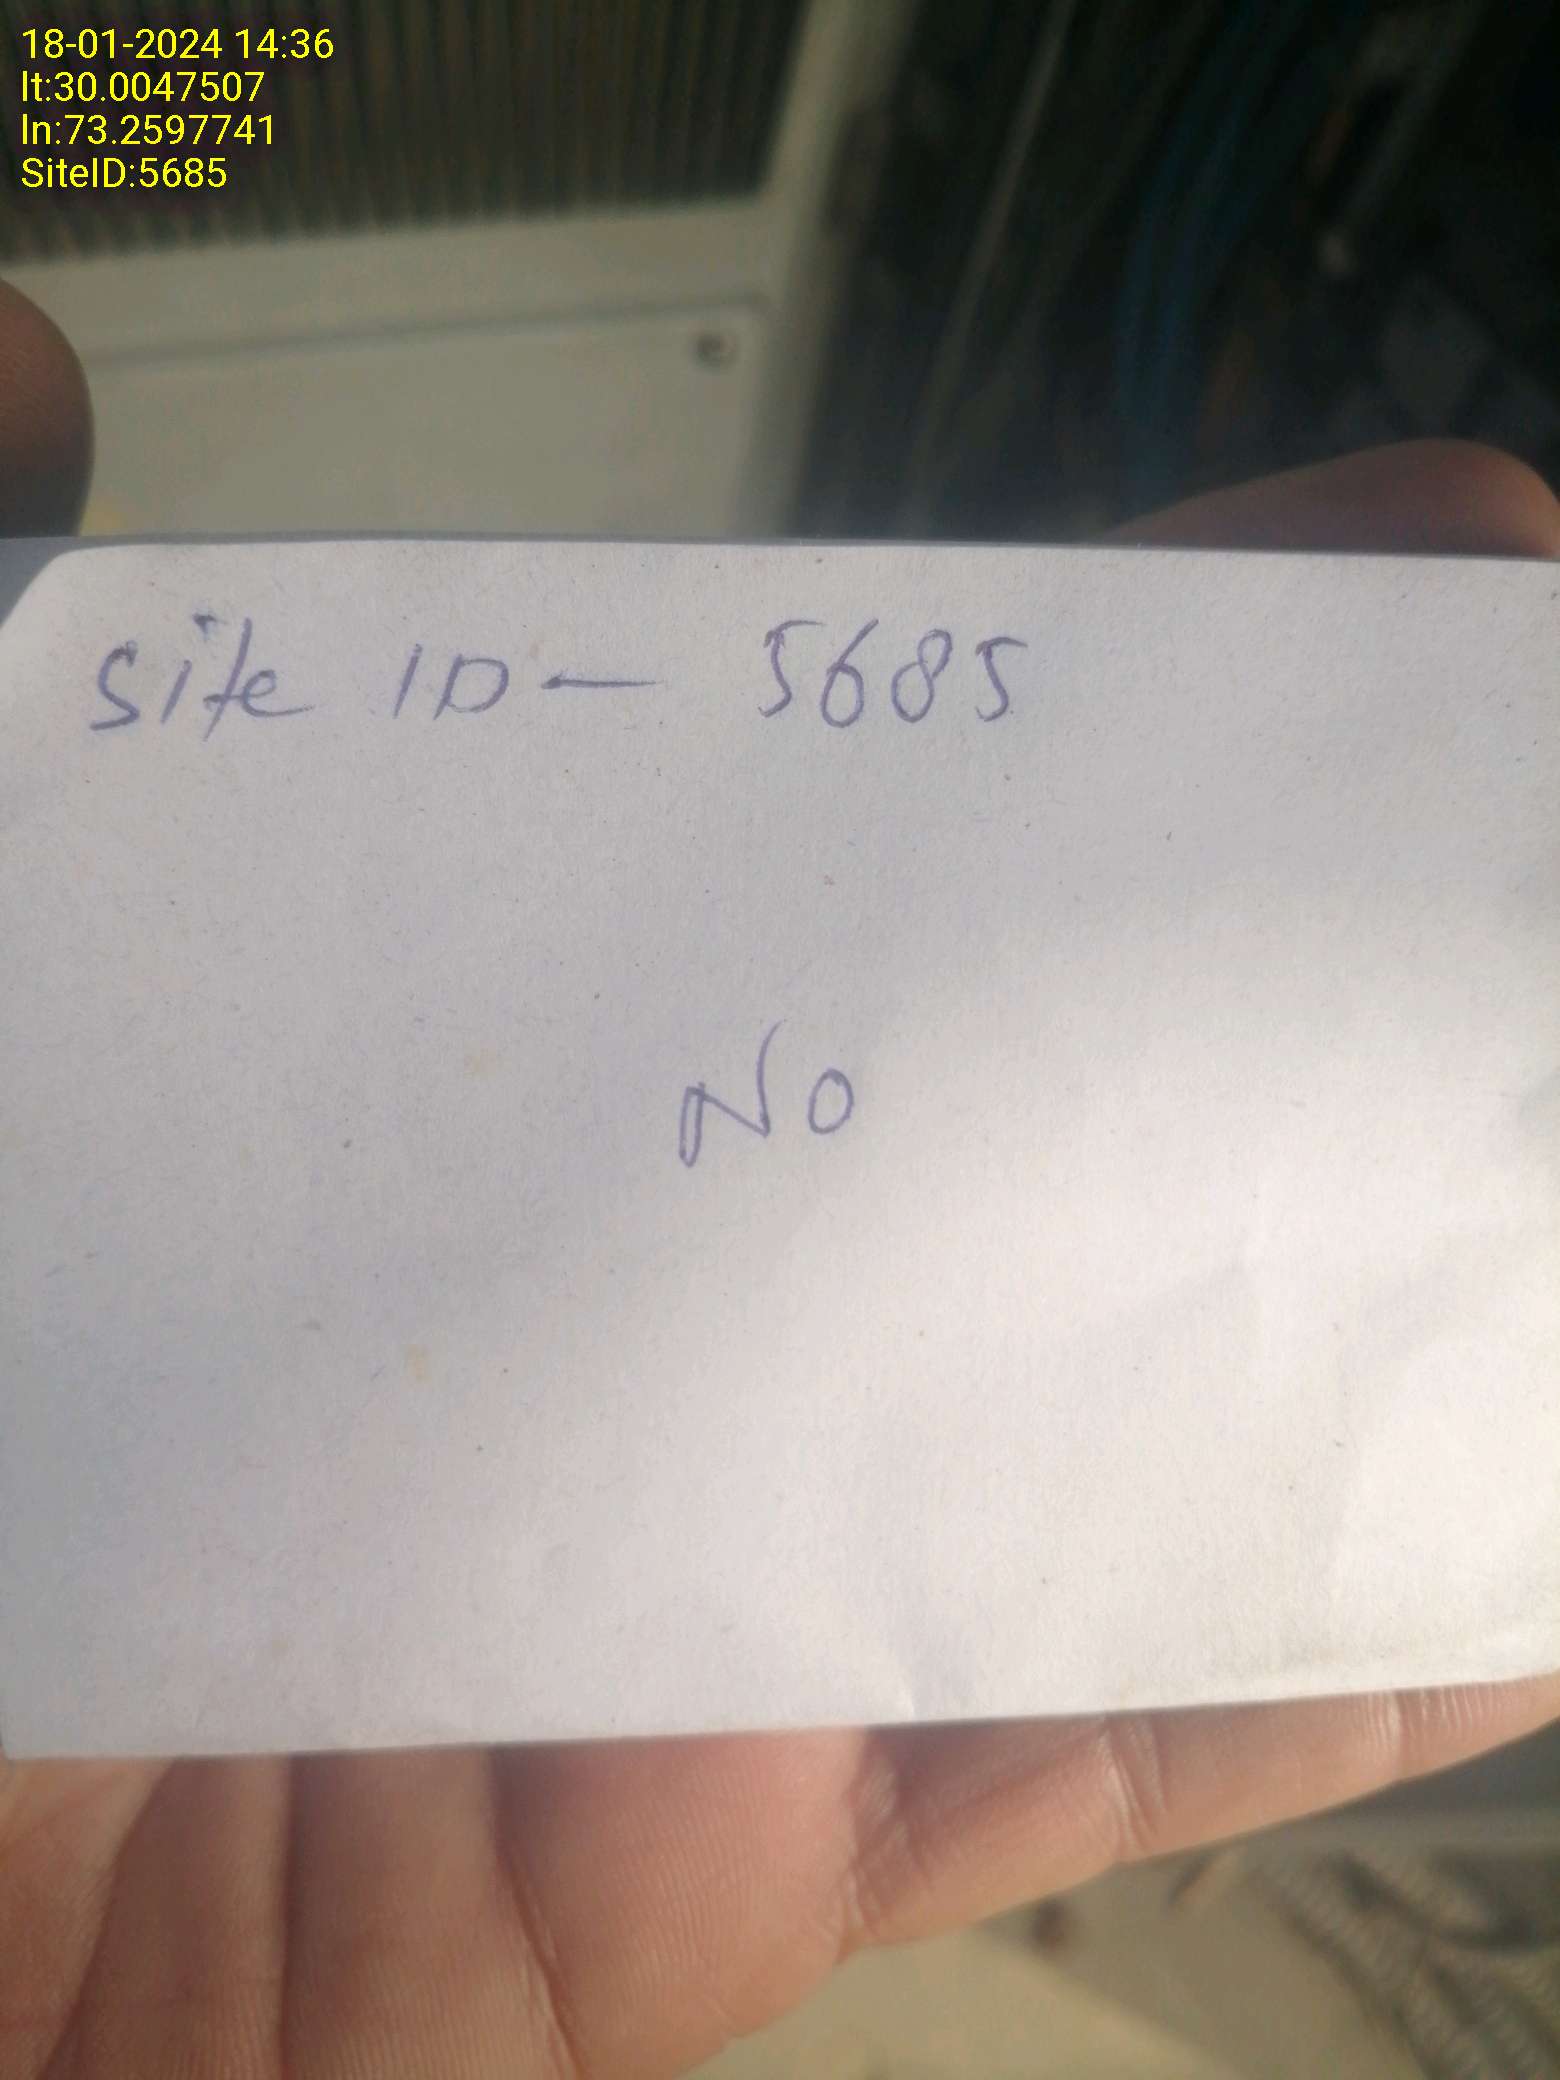 18-01-2024 14:36
lt:30.0047507
ln:73.2597741
SiteID:5685
Site ID — 5685
No